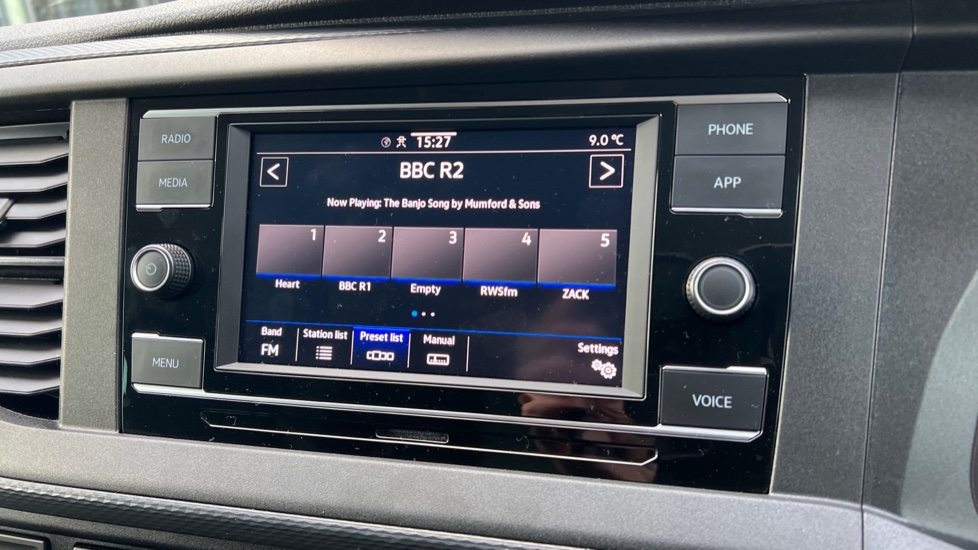 RADIO
MEDIA
MENU
15:27
9.0 °C
<
BBC R2
>
Now Playing: The Banjo Song by Mumford & Sons
1
2
3
4
5
Heart
BBC R1
Empty
RWSfm
ZACK
Band
FM
Station list
Preset list
Manual
Settings
PHONE
APP
VOICE